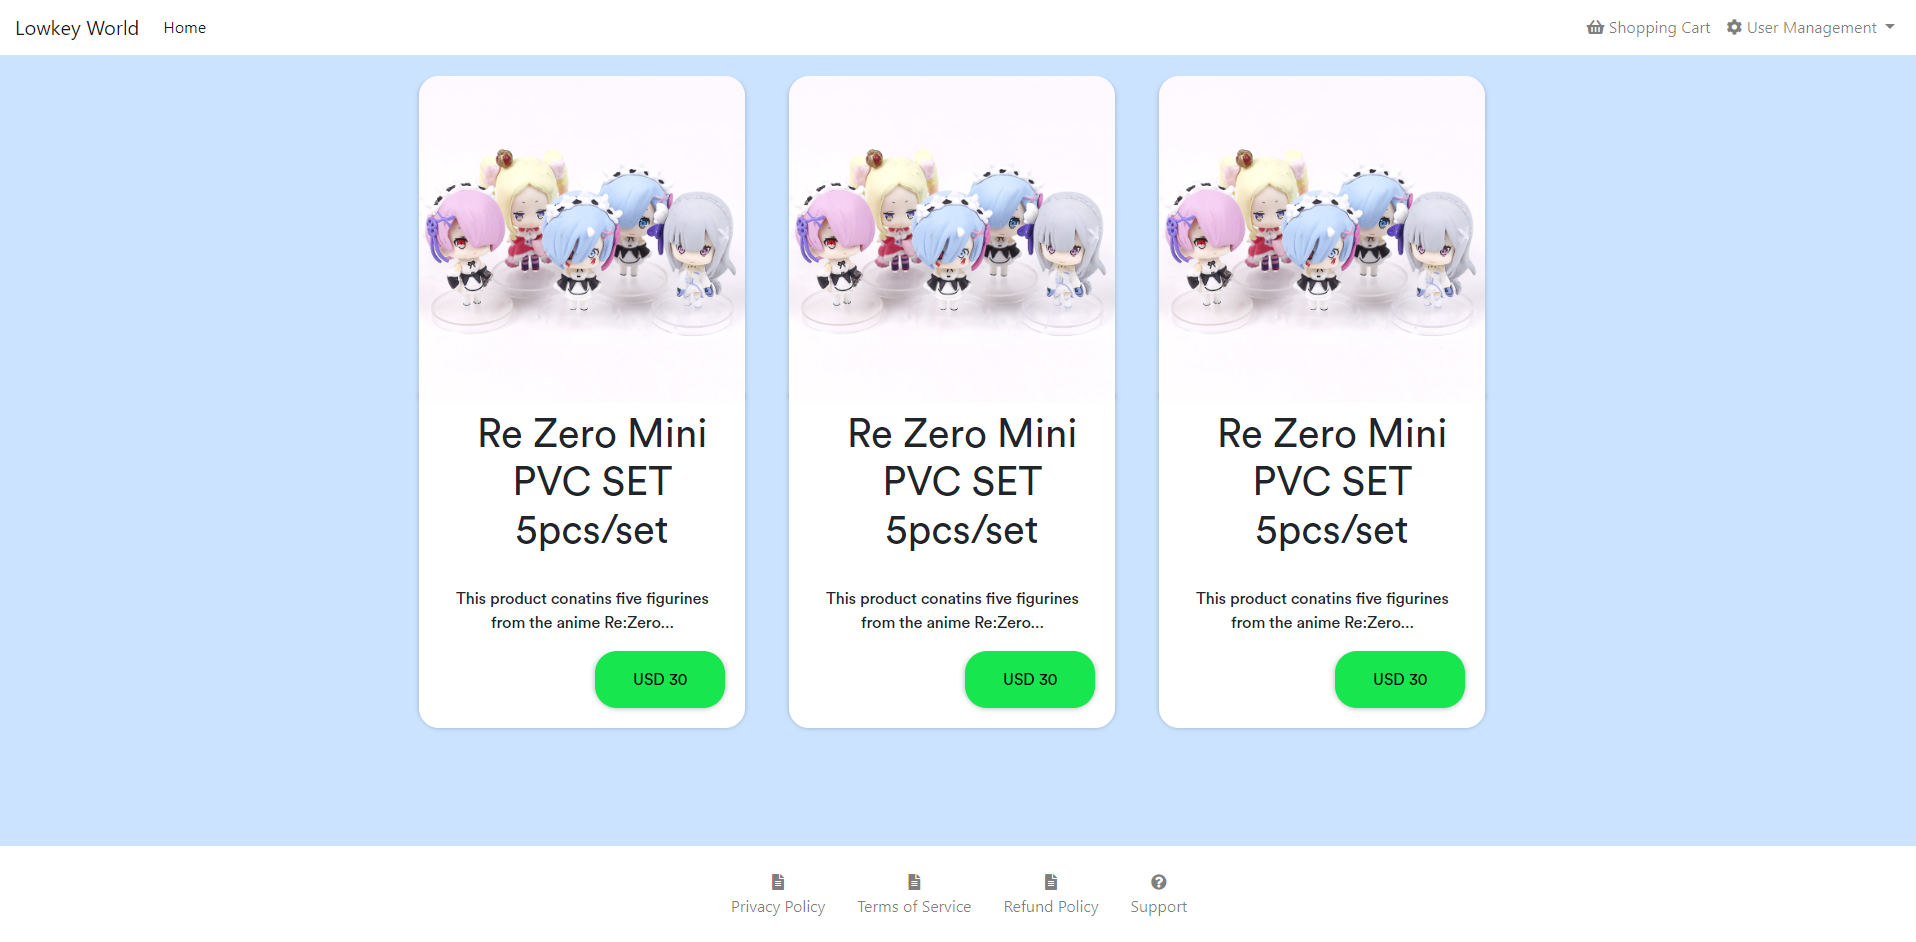 Lowkey World Home Shopping Cart User Management
Re Zero Mini
PVC SET
5pcs/set
This product conatins five figurines
from the anime Re:Zero...
USD 30
Re Zero Mini
PVC SET
5pcs/set
This product conatins five figurines
from the anime Re:Zero...
USD 30
Re Zero Mini
PVC SET
5pcs/set
This product conatins five figurines
from the anime Re:Zero...
USD 30
Privacy Policy Terms of Service Refund Policy Support